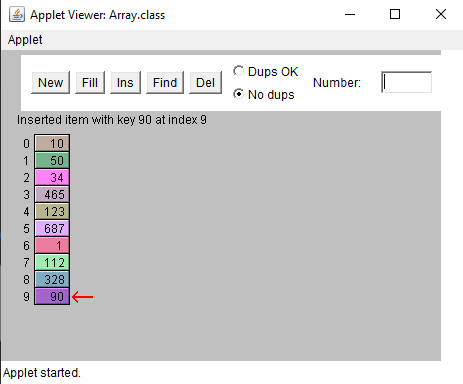 Applet Viewer: Array.class
Applet
New Fill Ins Find Del Dups OK No dups Number:
Inserted item with key 90 at index 9
0 10
1 50
2 34
3 465
4 123
5 687
6 1
7 112
8 328
9 90
Applet started.